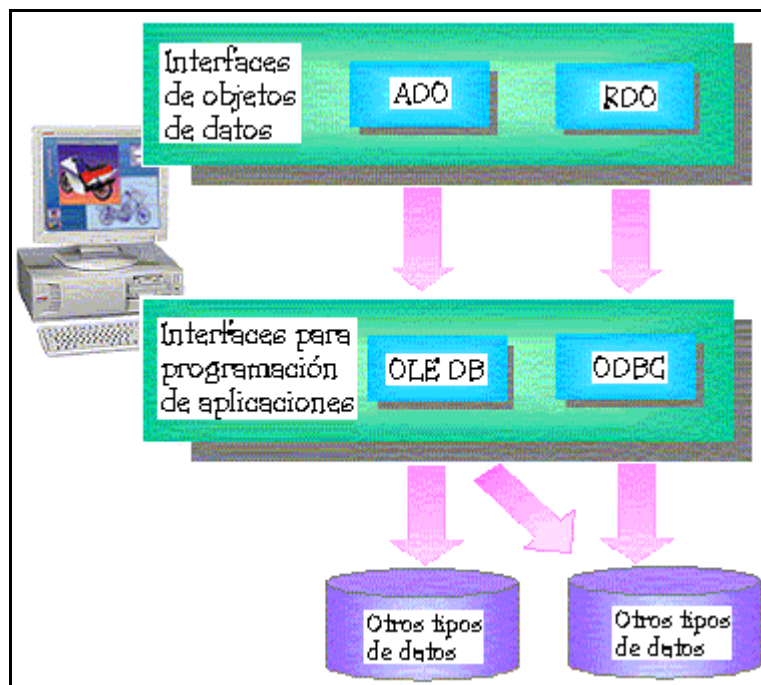 Interfaces
de objetos
de datos
ADO
RDO
Interfaces para
programación
de aplicaciones
OLE DB
ODBC
Otros tipos
de datos
Otros tipos
de datos